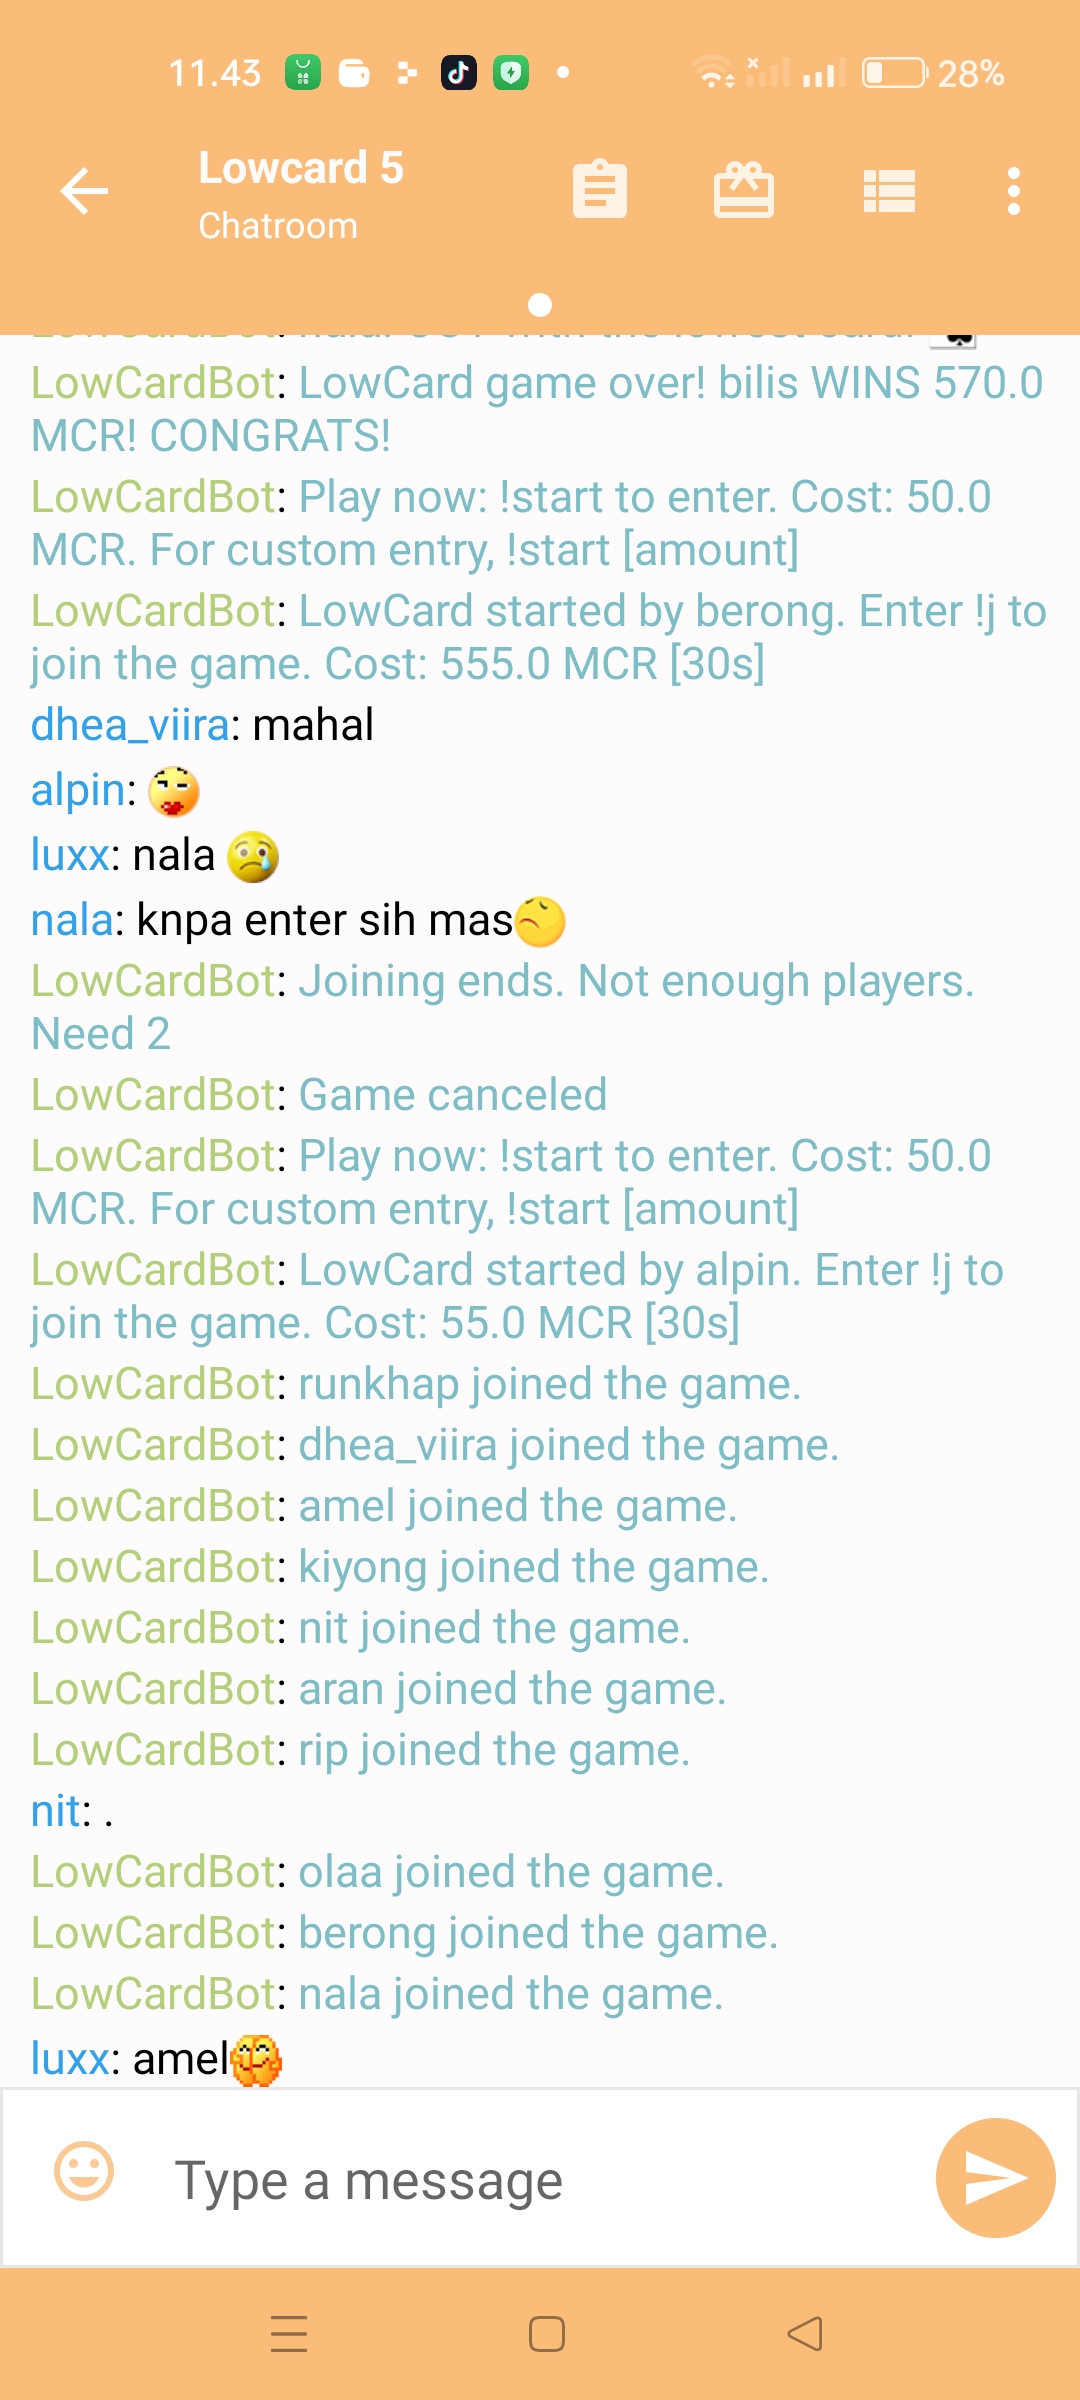 11.43
28%
Lowcard 5
Chatroom
LowCardBot: LowCard game over! bilis WINS 570.0
MCR! CONGRATS!
LowCardBot: Play now: !start to enter. Cost: 50.0
MCR. For custom entry, !start [amount]
LowCardBot: LowCard started by berong. Enter !j to
join the game. Cost: 555.0 MCR [30s]
dhea_viira: mahal
alpin:
luxx: nala
nala: knpa enter sih mas
LowCardBot: Joining ends. Not enough players.
Need 2
LowCardBot: Game canceled
LowCardBot: Play now: !start to enter. Cost: 50.0
MCR. For custom entry, !start [amount]
LowCardBot: LowCard started by alpin. Enter !j to
join the game. Cost: 55.0 MCR [30s]
LowCardBot: runkhap joined the game.
LowCardBot: dhea_viira joined the game.
LowCardBot: amel joined the game.
LowCardBot: kiyong joined the game.
LowCardBot: nit joined the game.
LowCardBot: aran joined the game.
LowCardBot: rip joined the game.
nit: .
LowCardBot: olaa joined the game.
LowCardBot: berong joined the game.
LowCardBot: nala joined the game.
luxx: amel
Type a message